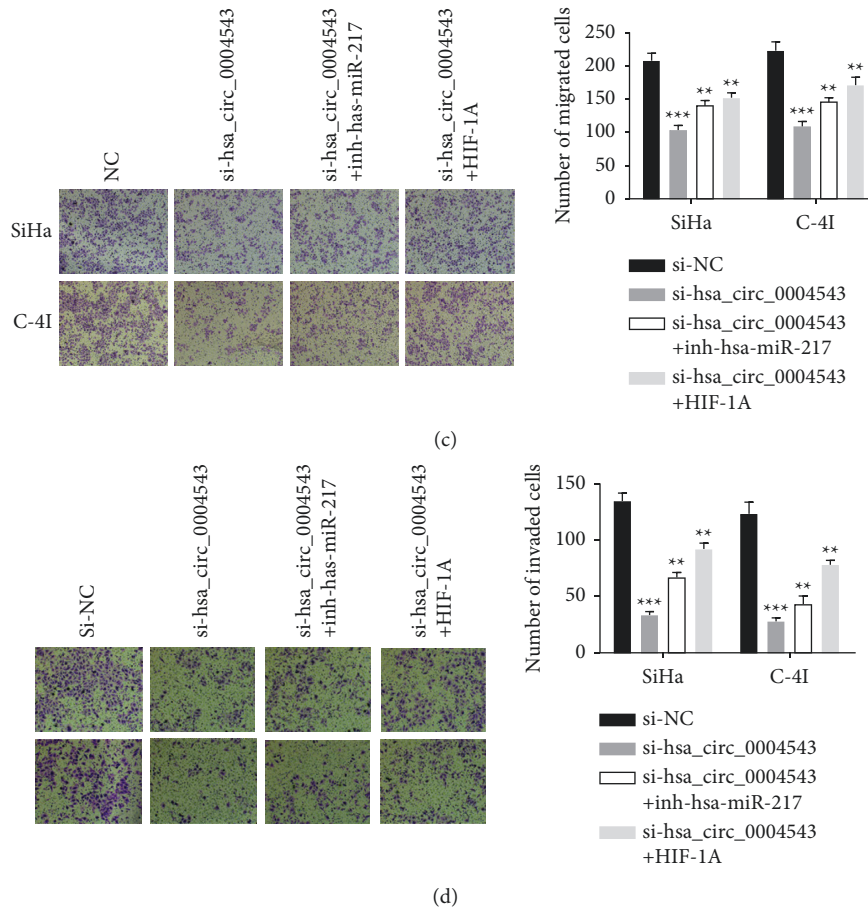 NC
si-hsa_circ_0004543
si-hsa_circ_0004543
+inh-has-miR-217
si-hsa_circ_0004543
+HIF-1A
SiHa
C-4I
Number of migrated cells
250
200
150
100
50
0
***
**
**
***
**
**
SiHa
C-4I
si-NC
si-hsa_circ_0004543
si-hsa_circ_0004543
+inh-hsa-miR-217
si-hsa_circ_0004543
+HIF-1A
(c)
Si-NC
si-hsa_circ_0004543
si-hsa_circ_0004543
+inh-has-miR-217
si-hsa_circ_0004543
+HIF-1A
Number of invaded cells
150
100
50
0
***
**
**
***
**
**
SiHa
C-4I
si-NC
si-hsa_circ_0004543
si-hsa_circ_0004543
+inh-hsa-miR-217
si-hsa_circ_0004543
+HIF-1A
(d)